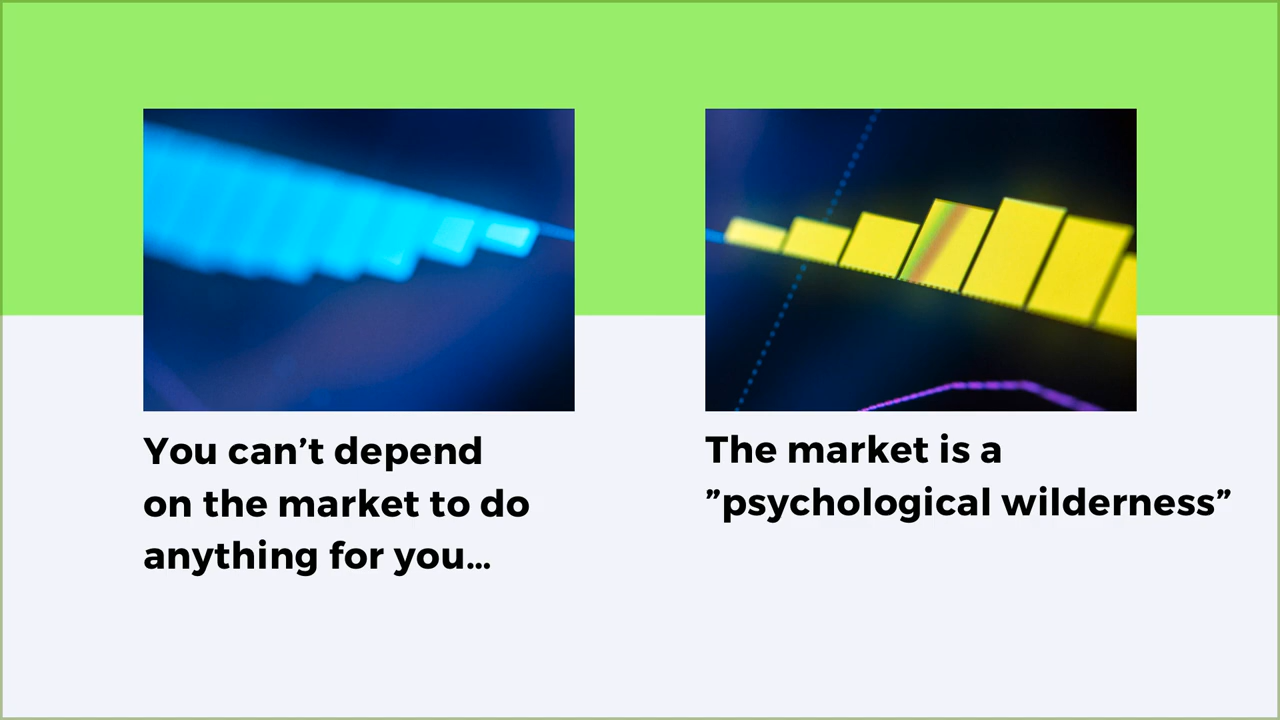 You can’t depend
on the market to do
anything for you...
The market is a
”psychological wilderness”